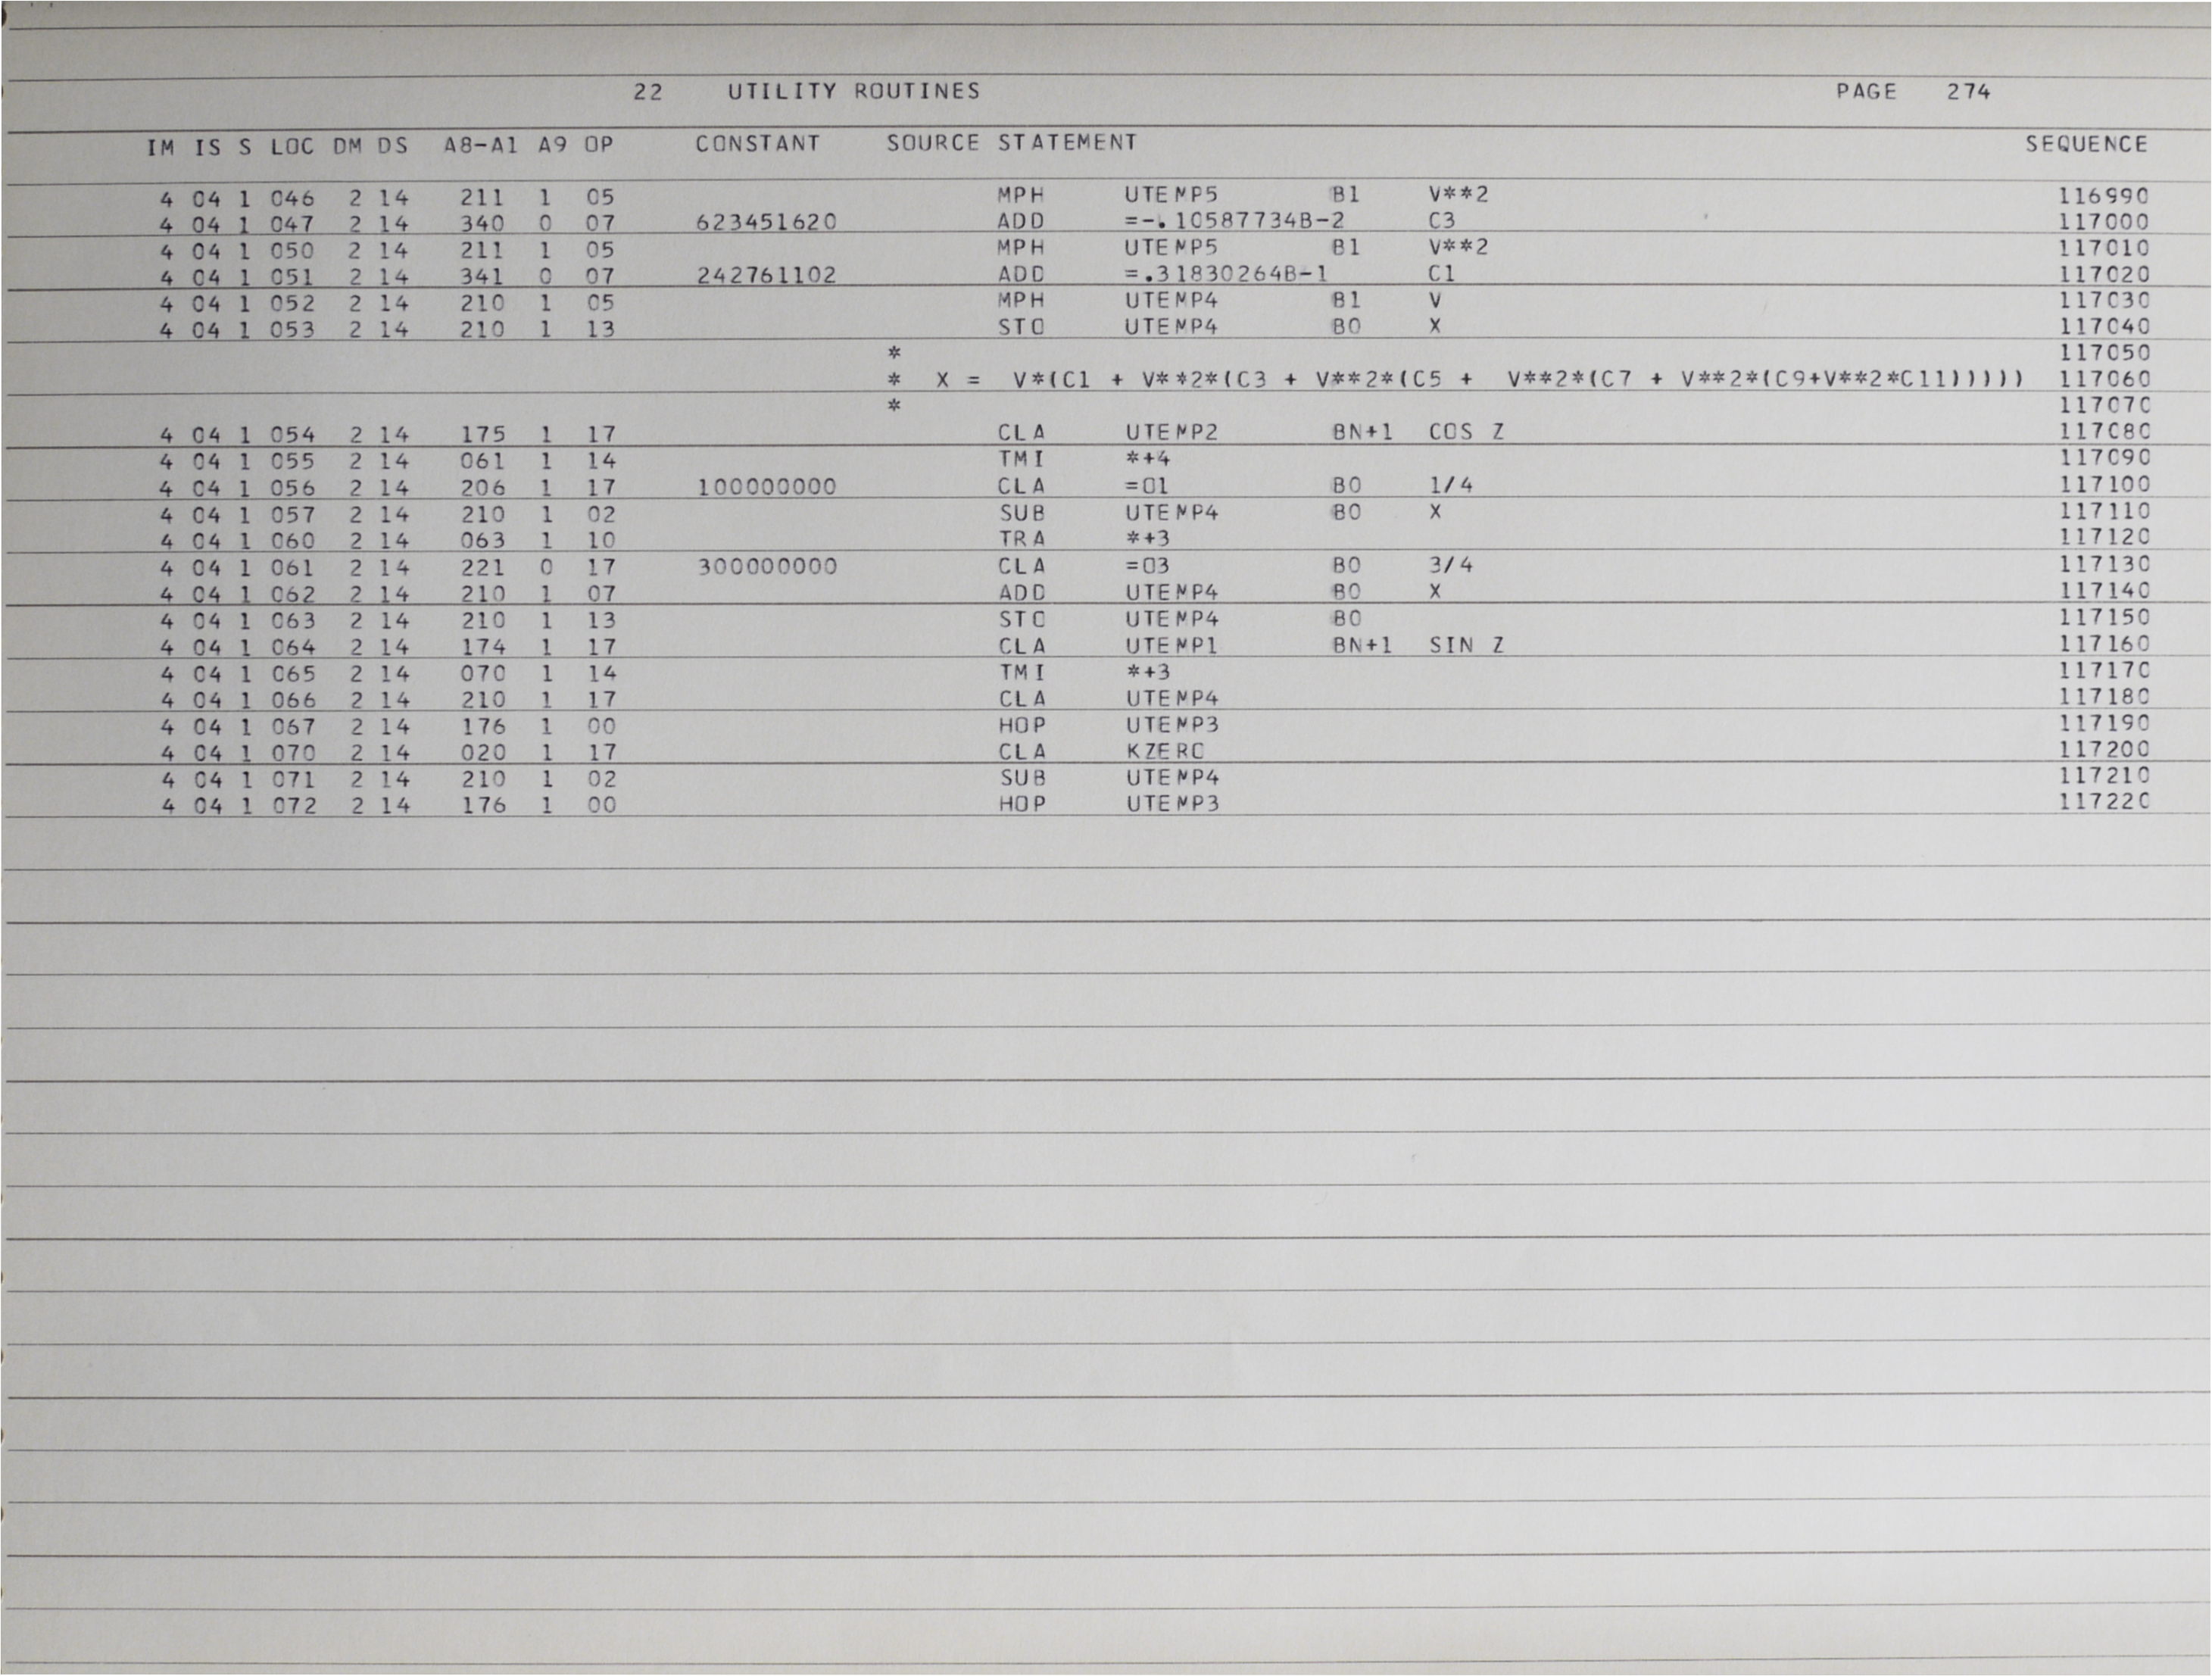 22 UTILITY ROUTINES PAGE 274
IM IS S LOC DM DS A8-A1 A9 OP CONSTANT SOURCE STATEMENT SEQUENCE
4 04 1 046 2 14 211 1 05 MPH UTEMP5 B1 V**2 116990
4 04 1 047 2 14 340 0 07 623451620 ADD =-.10587734B-2 C3 117000
4 04 1 050 2 14 211 1 05 MPH UTEMP5 B1 V**2 117010
4 04 1 051 2 14 341 0 07 242761102 ADD =.31830264B-1 C1 117020
4 04 1 052 2 14 210 1 05 MPH UTEMP4 B1 V 117030
4 04 1 053 2 14 210 1 13 STO UTEMP4 B0 X 117040
* 117050
* X = V*(C1 + V**2*(C3 + V**2*(C5 + V**2*(C7 + V**2*(C9+V**2*C11))))) 117060
* 117070
4 04 1 054 2 14 175 1 17 CLA UTEMP2 BN+1 COS Z 117080
4 04 1 055 2 14 061 1 14 TMI *+4 117090
4 04 1 056 2 14 206 1 17 100000000 CLA =O1 B0 1/4 117100
4 04 1 057 2 14 210 1 02 SUB UTEMP4 B0 X 117110
4 04 1 060 2 14 063 1 10 TRA *+3 117120
4 04 1 061 2 14 221 0 17 300000000 CLA =O3 B0 3/4 117130
4 04 1 062 2 14 210 1 07 ADD UTEMP4 B0 X 117140
4 04 1 063 2 14 210 1 13 STO UTEMP4 B0 117150
4 04 1 064 2 14 174 1 17 CLA UTEMP1 BN+1 SIN Z 117160
4 04 1 065 2 14 070 1 14 TMI *+3 117170
4 04 1 066 2 14 210 1 17 CLA UTEMP4 117180
4 04 1 067 2 14 176 1 00 HOP UTEMP3 117190
4 04 1 070 2 14 020 1 17 CLA KZERO 117200
4 04 1 071 2 14 210 1 02 SUB UTEMP4 117210
4 04 1 072 2 14 176 1 00 HOP UTEMP3 117220